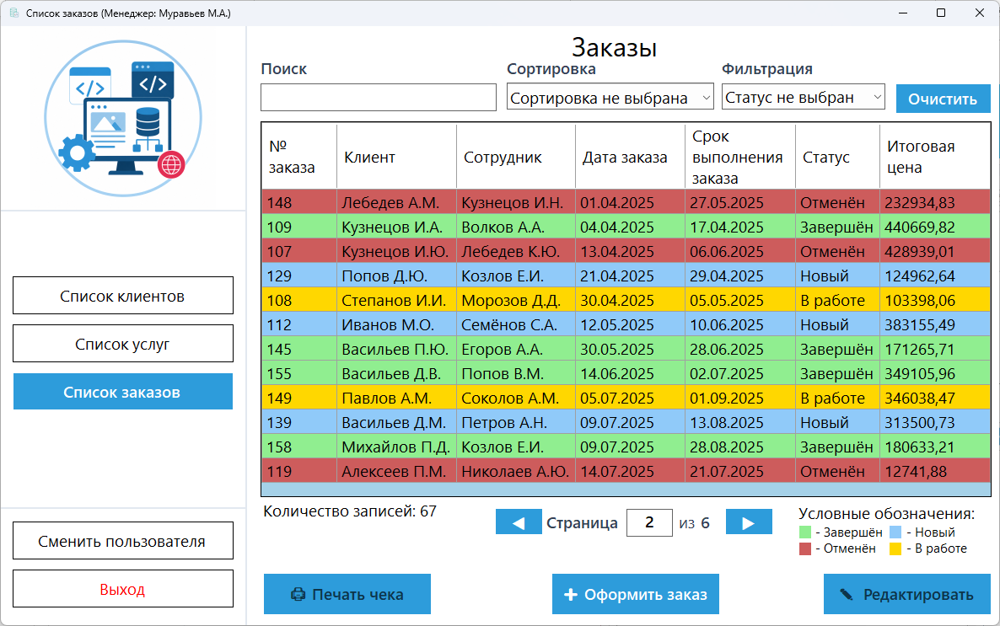 Список заказов (Менеджер: Муравьев М.А.)
Заказы
Поиск Сортировка Фильтрация
Сортировка не выбрана Статус не выбран Очистить
</> </>
№ заказа Клиент Сотрудник Дата заказа Срок выполнения заказа Статус Итоговая цена
148 Лебедев А.М. Кузнецов И.Н. 01.04.2025 27.05.2025 Отменён 232934,83
109 Кузнецов И.А. Волков А.А. 04.04.2025 17.04.2025 Завершён 440669,82
107 Кузнецов И.Ю. Лебедев К.Ю. 13.04.2025 06.06.2025 Отменён 428939,01
129 Попов Д.Ю. Козлов Е.И. 21.04.2025 29.04.2025 Новый 124962,64
108 Степанов И.И. Морозов Д.Д. 30.04.2025 05.05.2025 В работе 103398,06
112 Иванов М.О. Семёнов С.А. 12.05.2025 10.06.2025 Новый 383155,49
145 Васильев П.Ю. Егоров А.А. 30.05.2025 28.06.2025 Завершён 171265,71
155 Васильев Д.В. Попов В.М. 14.06.2025 02.07.2025 Завершён 349105,96
149 Павлов А.М. Соколов А.М. 05.07.2025 01.09.2025 В работе 346038,47
139 Васильев Д.М. Петров А.Н. 09.07.2025 13.08.2025 Новый 313500,73
158 Михайлов П.Д. Козлов Е.И. 09.07.2025 28.08.2025 Завершён 180633,21
119 Алексеев П.М. Николаев А.Ю. 14.07.2025 21.07.2025 Отменён 12741,88
Список клиентов
Список услуг
Список заказов
Сменить пользователя
Выход
Количество записей: 67
Страница 2 из 6
Условные обозначения:
- Завершён - Новый
- Отменён - В работе
Печать чека Оформить заказ Редактировать